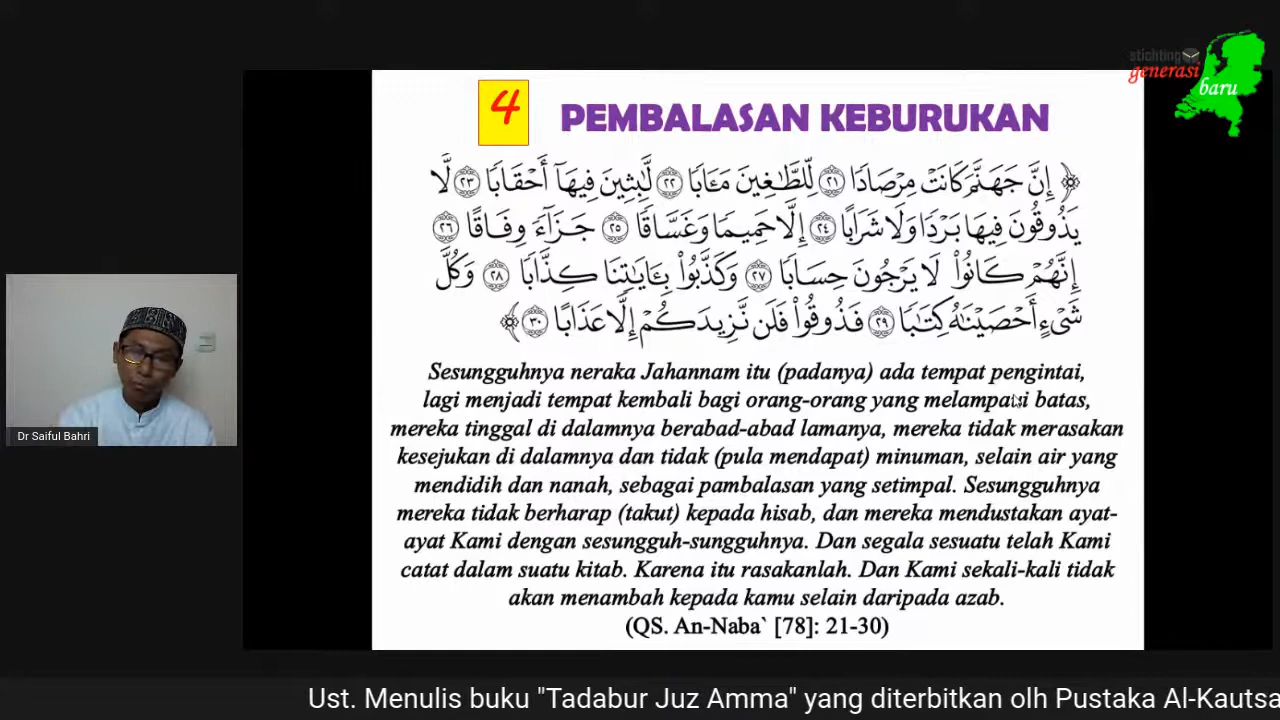 stichting
generasi
baru
4
PEMBALASAN KEBURUKAN
﴿ إِنَّ جَهَنَّمَ كَانَتْ مِرْصَادًا ٢١ لِّلطَّٰغِينَ مَـَٔابًا ٢٢ لَّٰبِثِينَ فِيهَآ أَحْقَابًا ٢٣ لَّا
يَذُوقُونَ فِيهَا بَرْدًا وَلَا شَرَابًا ٢٤ إِلَّا حَمِيمًا وَغَسَّاقًا ٢٥ جَزَآءً وِفَاقًا ٢٦
إِنَّهُمْ كَانُوا۟ لَا يَرْجُونَ حِسَابًا ٢٧ وَكَذَّبُوا۟ بِـَٔايَٰتِنَا كِذَّابًا ٢٨ وَكُلَّ
شَىْءٍ أَحْصَيْنَٰهُ كِتَٰبًا ٢٩ فَذُوقُوا۟ فَلَن نَّزِيدَكُمْ إِلَّا عَذَابًا ٣٠ ﴾
Sesungguhnya neraka Jahannam itu (padanya) ada tempat pengintai,
lagi menjadi tempat kembali bagi orang-orang yang melampaui batas,
mereka tinggal di dalamnya berabad-abad lamanya, mereka tidak merasakan
kesejukan di dalamnya dan tidak (pula mendapat) minuman, selain air yang
mendidih dan nanah, sebagai pambalasan yang setimpal. Sesungguhnya
mereka tidak berharap (takut) kepada hisab, dan mereka mendustakan ayat-
ayat Kami dengan sesungguh-sungguhnya. Dan segala sesuatu telah Kami
catat dalam suatu kitab. Karena itu rasakanlah. Dan Kami sekali-kali tidak
akan menambah kepada kamu selain daripada azab.
(QS. An-Naba` [78]: 21-30)
Dr Saiful Bahri
Ust. Menulis buku "Tadabur Juz Amma" yang diterbitkan olh Pustaka Al-Kautsa